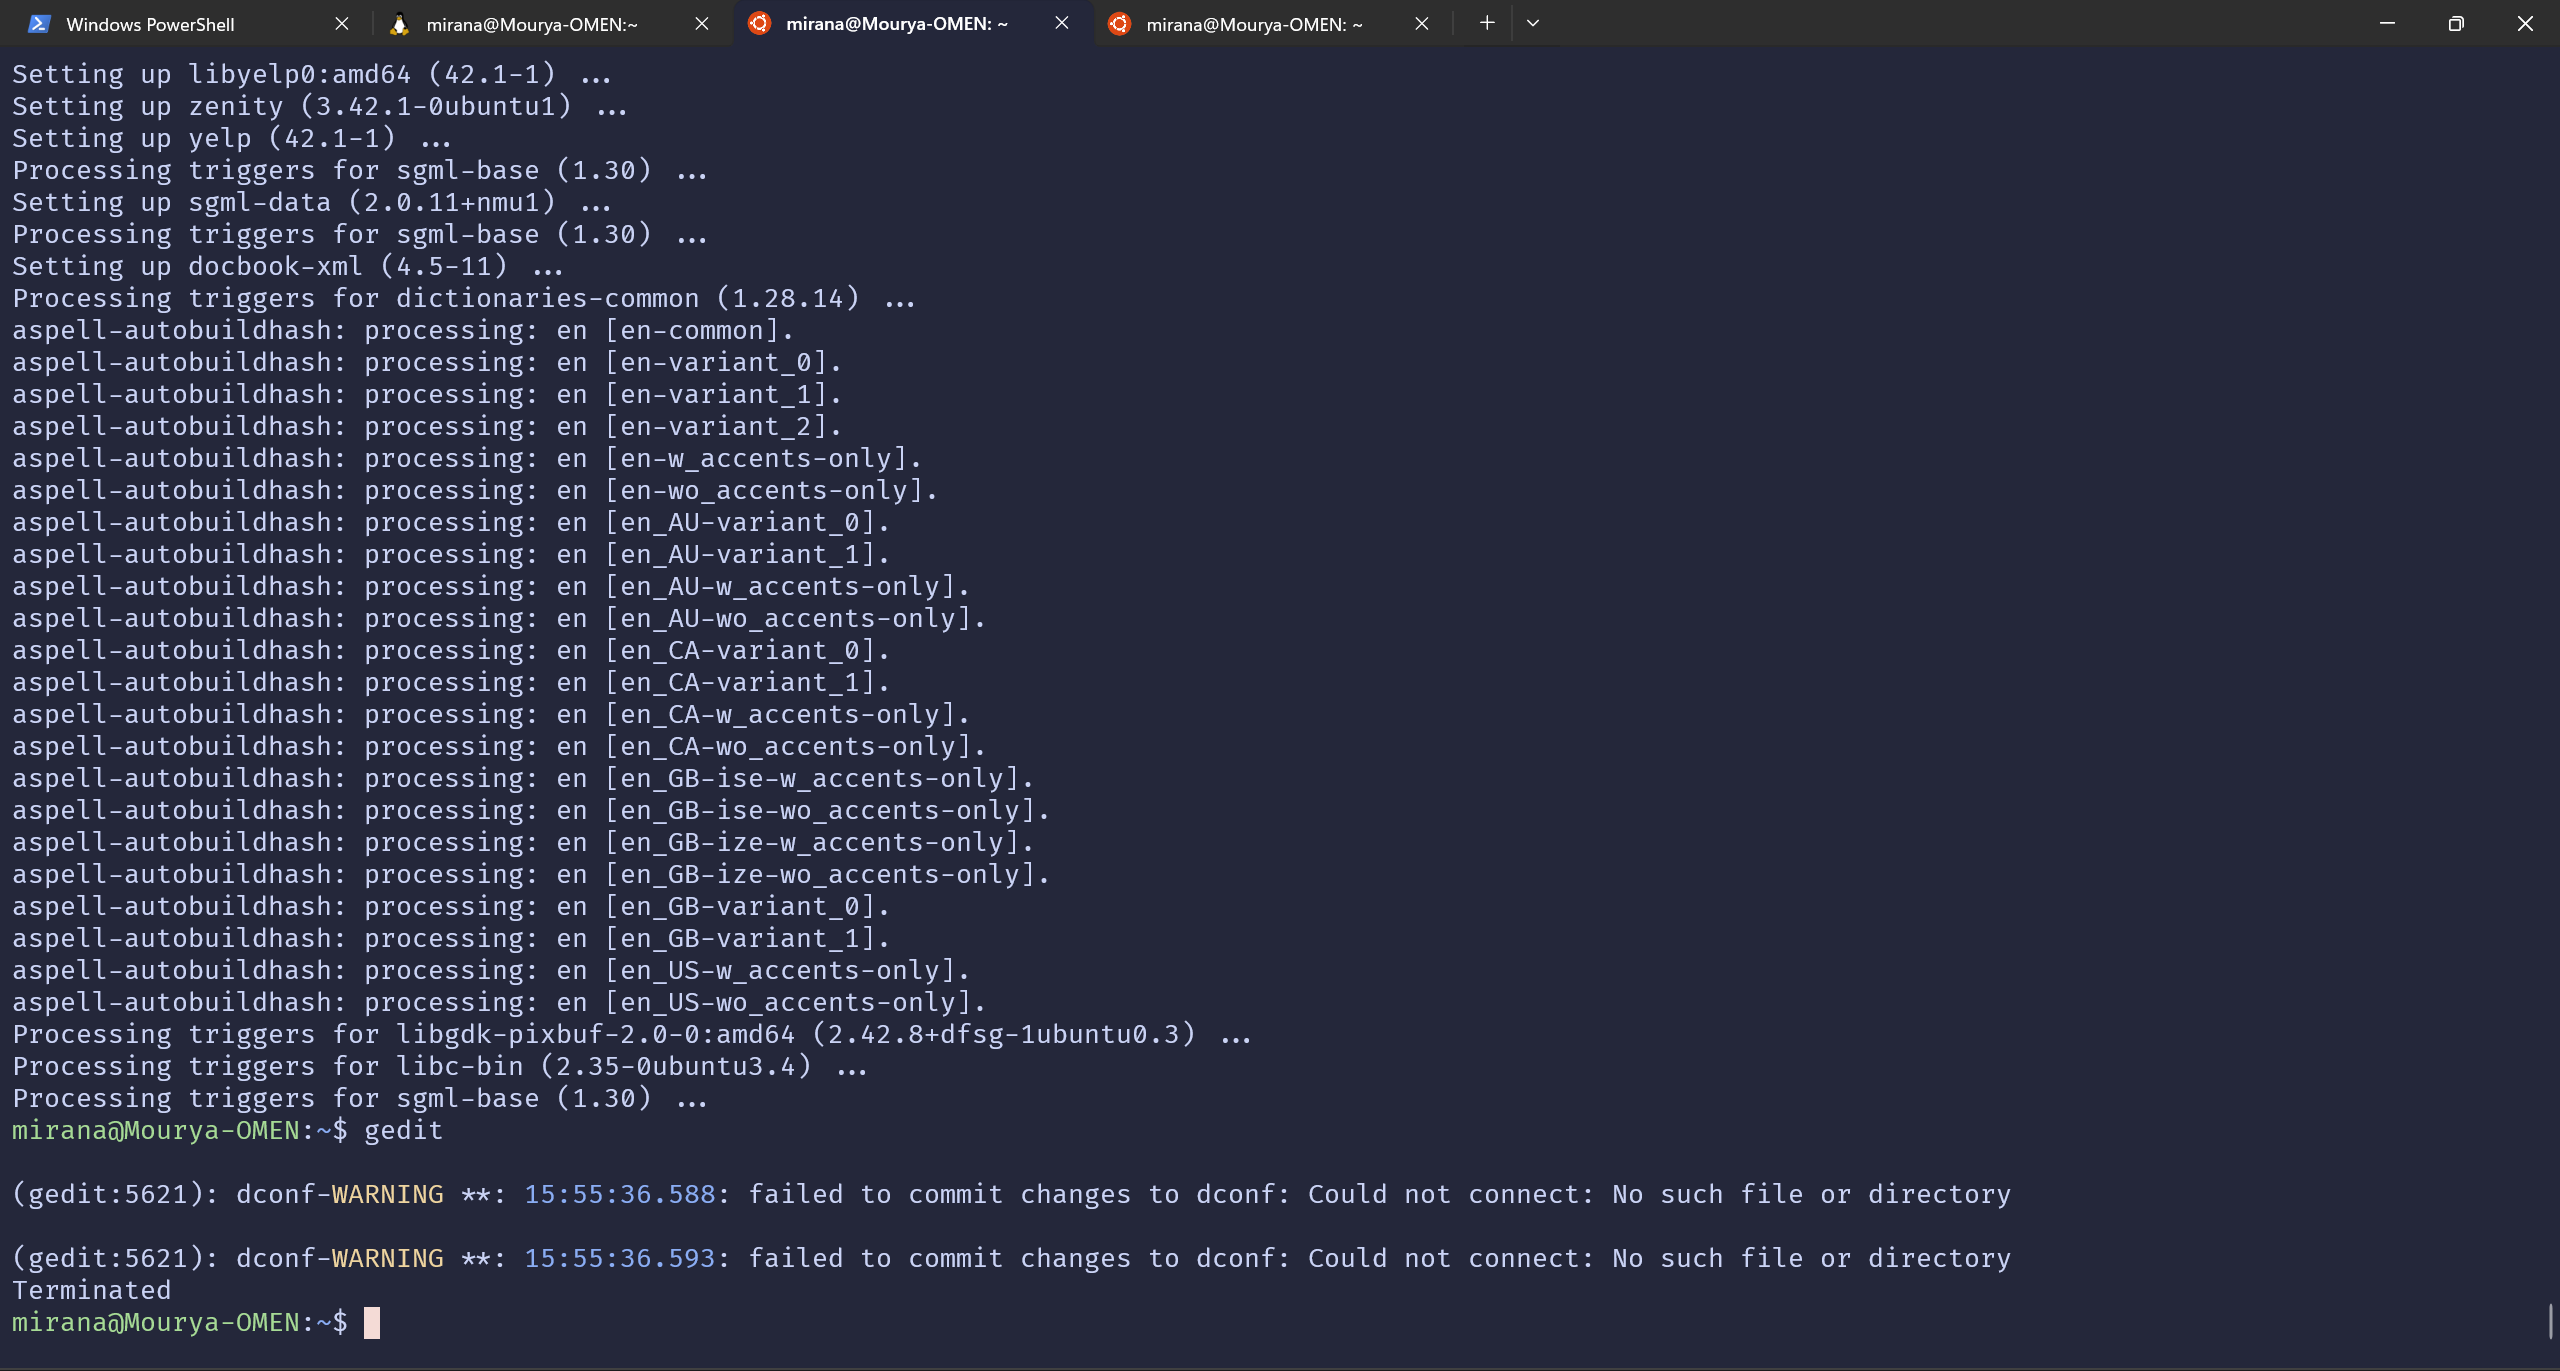 Windows PowerShell
mirana@Mourya-OMEN:~
mirana@Mourya-OMEN: ~
mirana@Mourya-OMEN: ~
Setting up libyelp0:amd64 (42.1-1) ...
Setting up zenity (3.42.1-0ubuntu1) ...
Setting up yelp (42.1-1) ...
Processing triggers for sgml-base (1.30) ...
Setting up sgml-data (2.0.11+nmu1) ...
Processing triggers for sgml-base (1.30) ...
Setting up docbook-xml (4.5-11) ...
Processing triggers for dictionaries-common (1.28.14) ...
aspell-autobuildhash: processing: en [en-common].
aspell-autobuildhash: processing: en [en-variant_0].
aspell-autobuildhash: processing: en [en-variant_1].
aspell-autobuildhash: processing: en [en-variant_2].
aspell-autobuildhash: processing: en [en-w_accents-only].
aspell-autobuildhash: processing: en [en-wo_accents-only].
aspell-autobuildhash: processing: en [en_AU-variant_0].
aspell-autobuildhash: processing: en [en_AU-variant_1].
aspell-autobuildhash: processing: en [en_AU-w_accents-only].
aspell-autobuildhash: processing: en [en_AU-wo_accents-only].
aspell-autobuildhash: processing: en [en_CA-variant_0].
aspell-autobuildhash: processing: en [en_CA-variant_1].
aspell-autobuildhash: processing: en [en_CA-w_accents-only].
aspell-autobuildhash: processing: en [en_CA-wo_accents-only].
aspell-autobuildhash: processing: en [en_GB-ise-w_accents-only].
aspell-autobuildhash: processing: en [en_GB-ise-wo_accents-only].
aspell-autobuildhash: processing: en [en_GB-ize-w_accents-only].
aspell-autobuildhash: processing: en [en_GB-ize-wo_accents-only].
aspell-autobuildhash: processing: en [en_GB-variant_0].
aspell-autobuildhash: processing: en [en_GB-variant_1].
aspell-autobuildhash: processing: en [en_US-w_accents-only].
aspell-autobuildhash: processing: en [en_US-wo_accents-only].
Processing triggers for libgdk-pixbuf-2.0-0:amd64 (2.42.8+dfsg-1ubuntu0.3) ...
Processing triggers for libc-bin (2.35-0ubuntu3.4) ...
Processing triggers for sgml-base (1.30) ...
mirana@Mourya-OMEN:~$ gedit
(gedit:5621): dconf-WARNING **: 15:55:36.588: failed to commit changes to dconf: Could not connect: No such file or directory
(gedit:5621): dconf-WARNING **: 15:55:36.593: failed to commit changes to dconf: Could not connect: No such file or directory
Terminated
mirana@Mourya-OMEN:~$